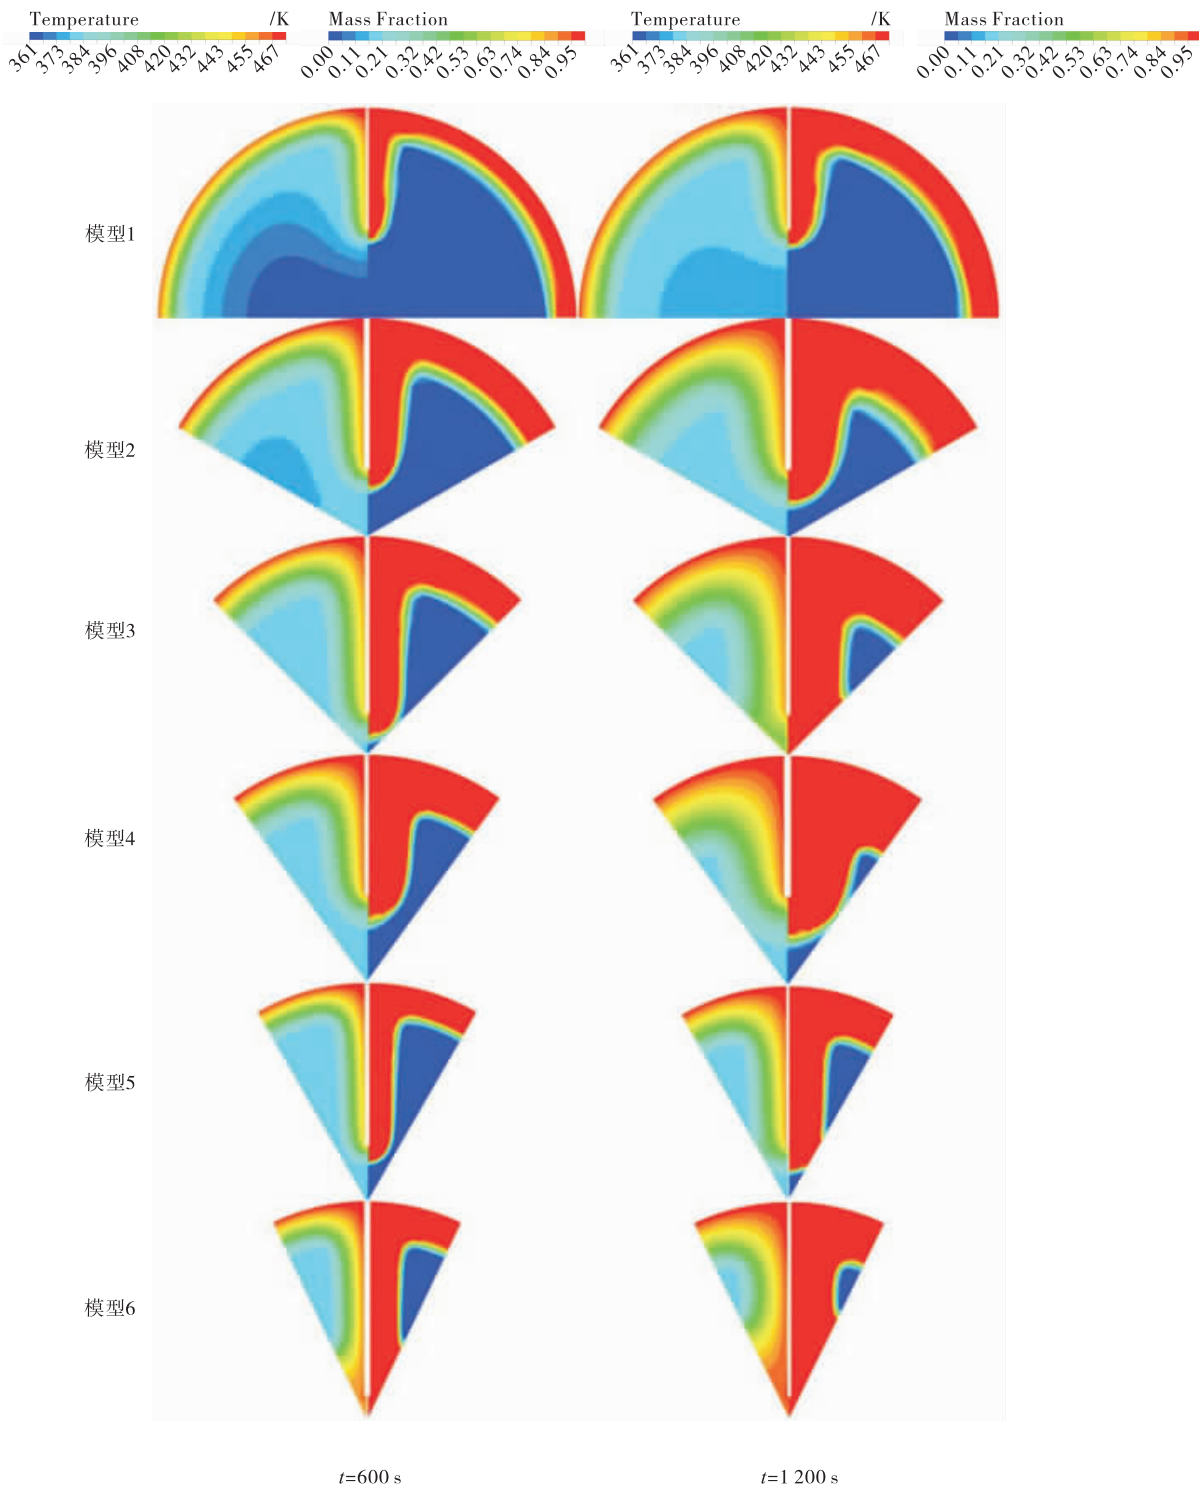 Temperature /K Mass Fraction Temperature /K Mass Fraction
361 373 384 396 408 420 432 443 455 467 0.00 0.11 0.21 0.32 0.42 0.53 0.63 0.74 0.84 0.95 361 373 384 396 408 420 432 443 455 467 0.00 0.11 0.21 0.32 0.42 0.53 0.63 0.74 0.84 0.95
模型1
模型2
模型3
模型4
模型5
模型6
t=600 s t=1 200 s